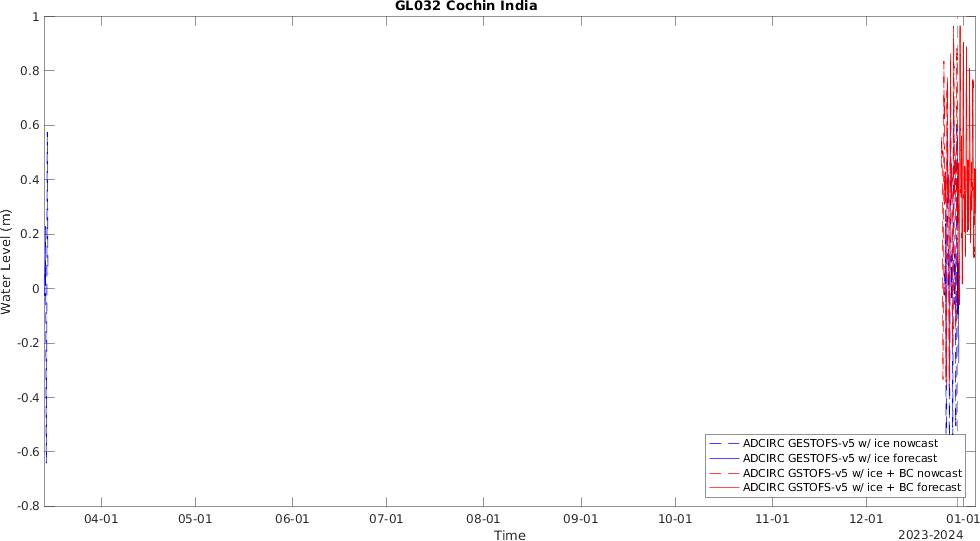 GL032 Cochin India
Water Level (m)
1
0.8
0.6
0.4
0.2
0
-0.2
-0.4
-0.6
-0.8
ADCIRC GESTOFS-v5 w/ ice nowcast
ADCIRC GESTOFS-v5 w/ ice forecast
ADCIRC GSTOFS-v5 w/ ice + BC nowcast
ADCIRC GSTOFS-v5 w/ ice + BC forecast
04-01 05-01 06-01 07-01 08-01 09-01 10-01 11-01 12-01 01-01
Time
2023-2024